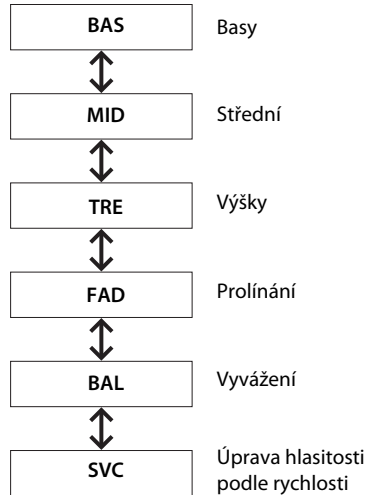 BAS Basy
MID Střední
TRE Výšky
FAD Prolínání
BAL Vyvážení
SVC Úprava hlasitosti
podle rychlosti